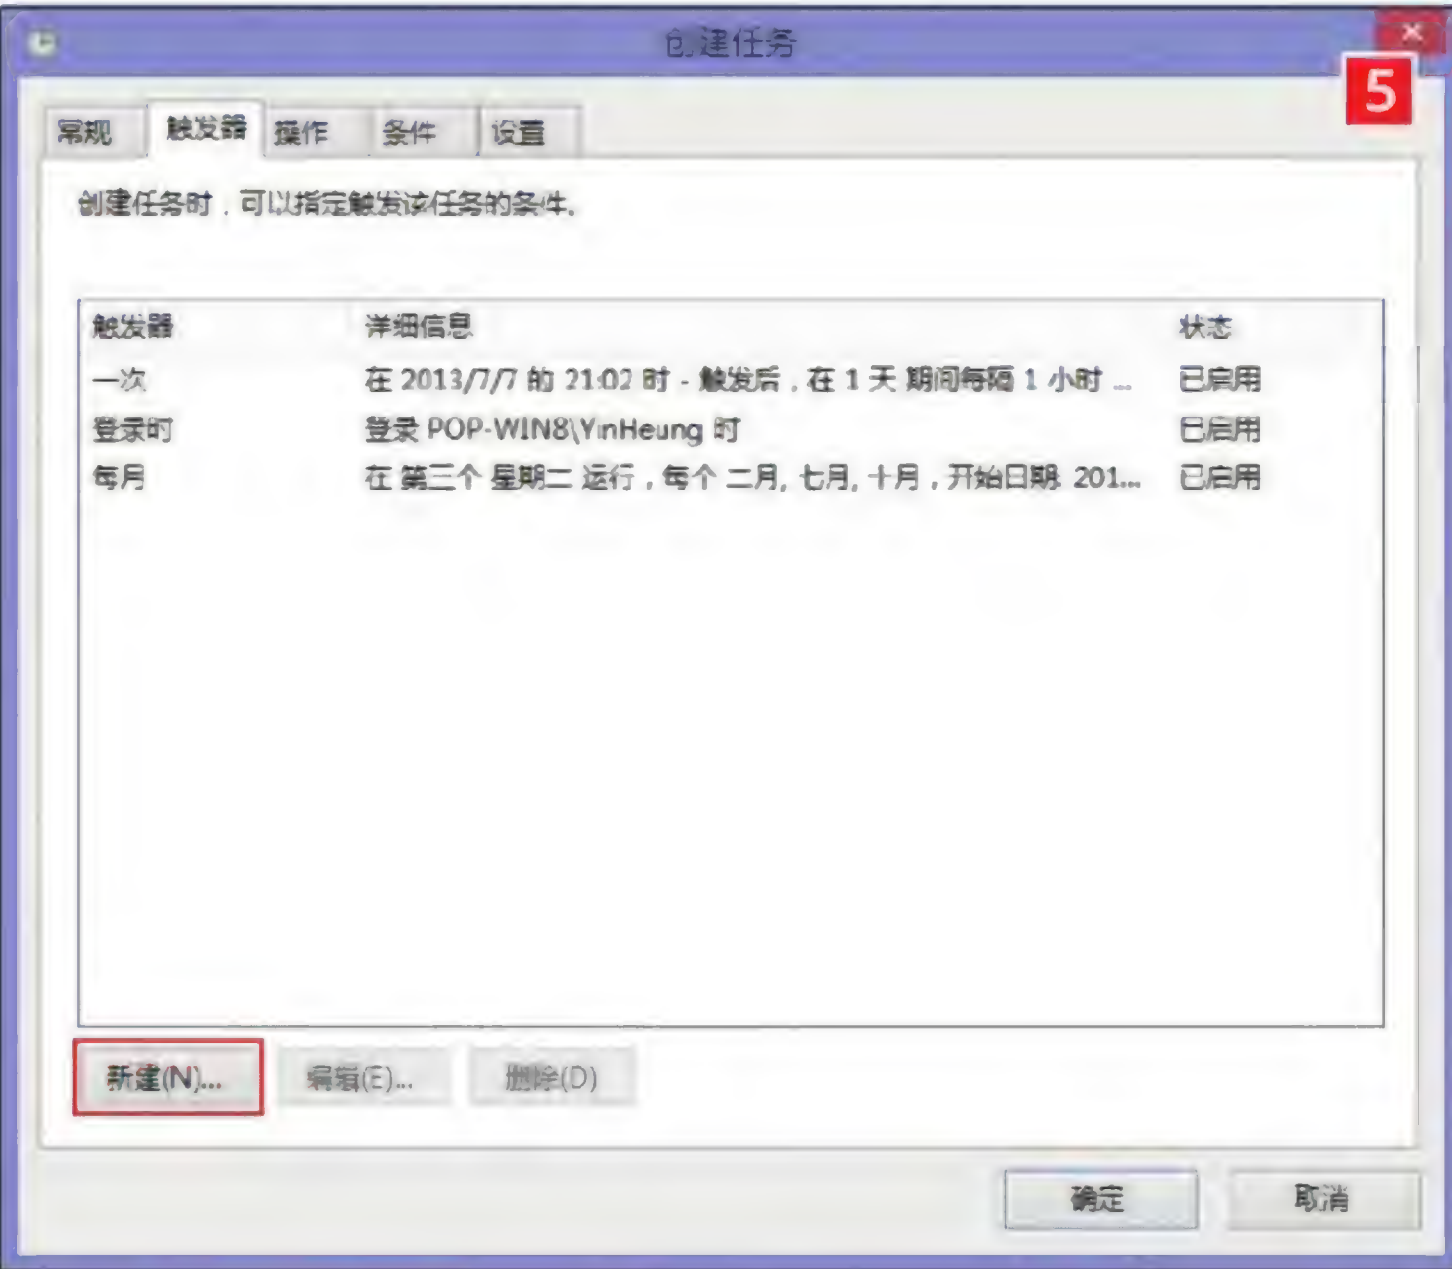 创建任务
5
常规 触发器 操作 条件 设置
创建任务时，可以指定触发该任务的条件。
触发器 详细信息 状态
一次 在 2013/7/7 的 21:02 时 - 触发后，在 1 天 期间每隔 1 小时 ... 已启用
登录时 登录 POP-WIN8\YinHeung 时 已启用
每月 在 第三个 星期二 运行，每个 二月, 七月, 十月，开始日期: 201... 已启用
新建(N)... 编辑(E)... 删除(D)
确定 取消